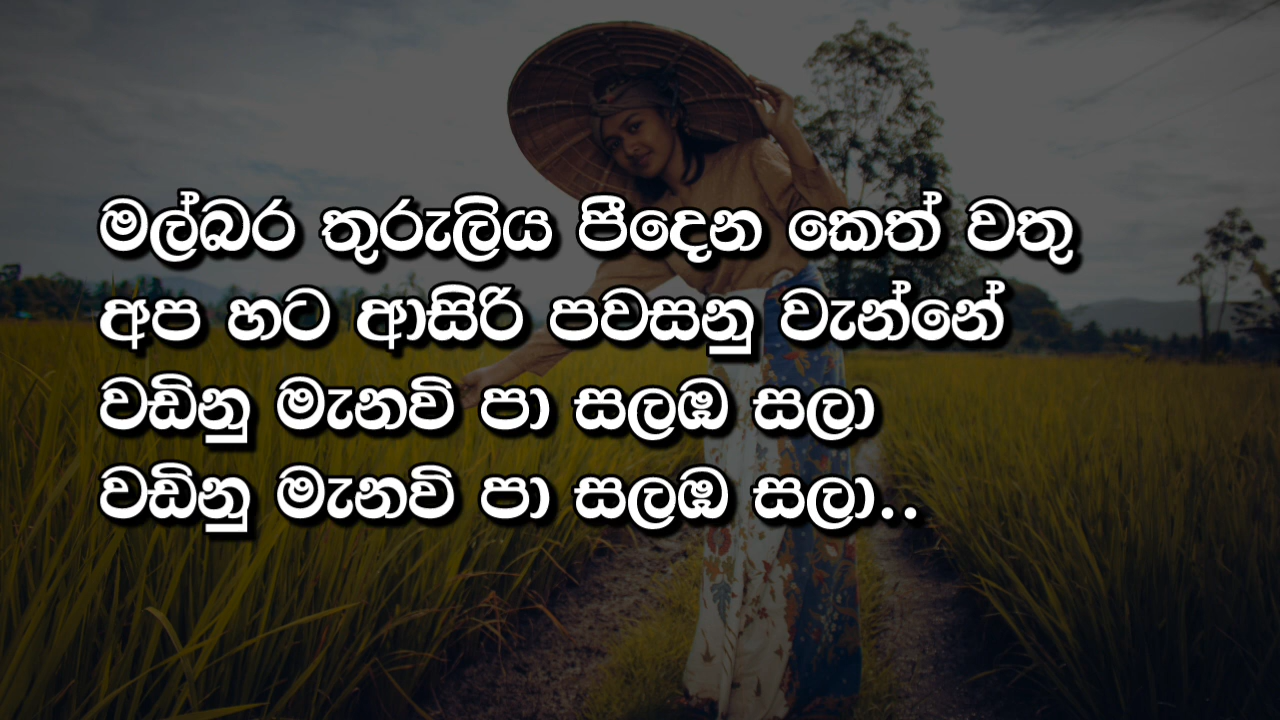 මල්බර තුරුලිය පීදෙන කෙත් වතු
අප හට ආසිරි පවසනු වැන්නේ
වඩිනු මැනවි පා සලඹ සලා
වඩිනු මැනවි පා සලඹ සලා..